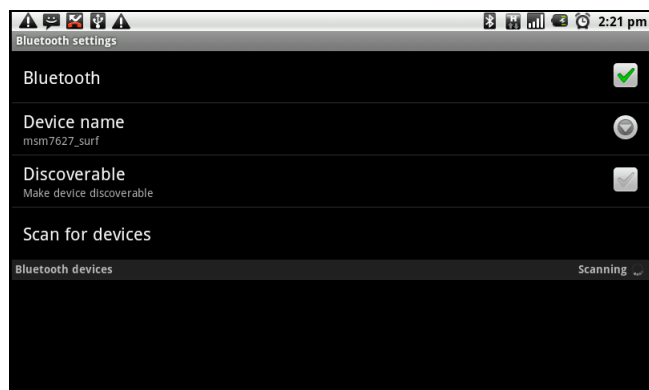 2:21 pm
Bluetooth settings
Bluetooth
Device name
msm7627_surf
Discoverable
Make device discoverable
Scan for devices
Bluetooth devices Scanning